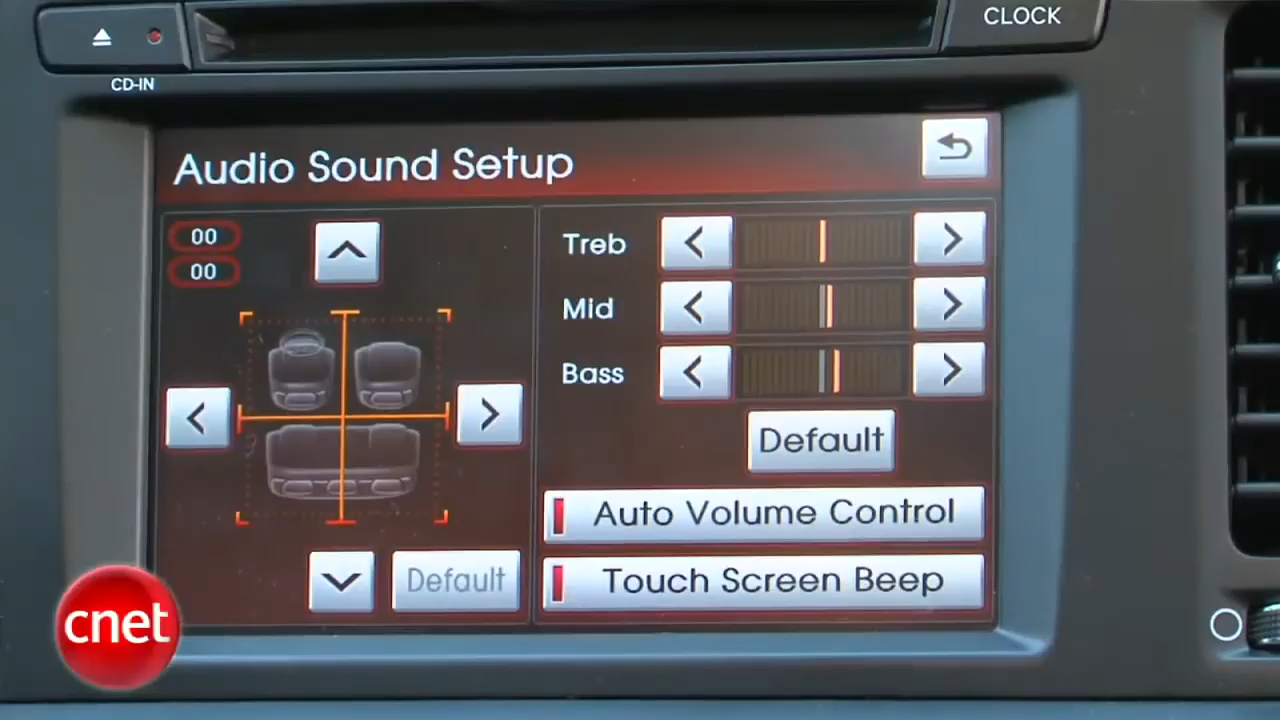 CLOCK
CD-IN
Audio Sound Setup
00
00
Treb
Mid
Bass
Default
Auto Volume Control
Default
Touch Screen Beep
cnet